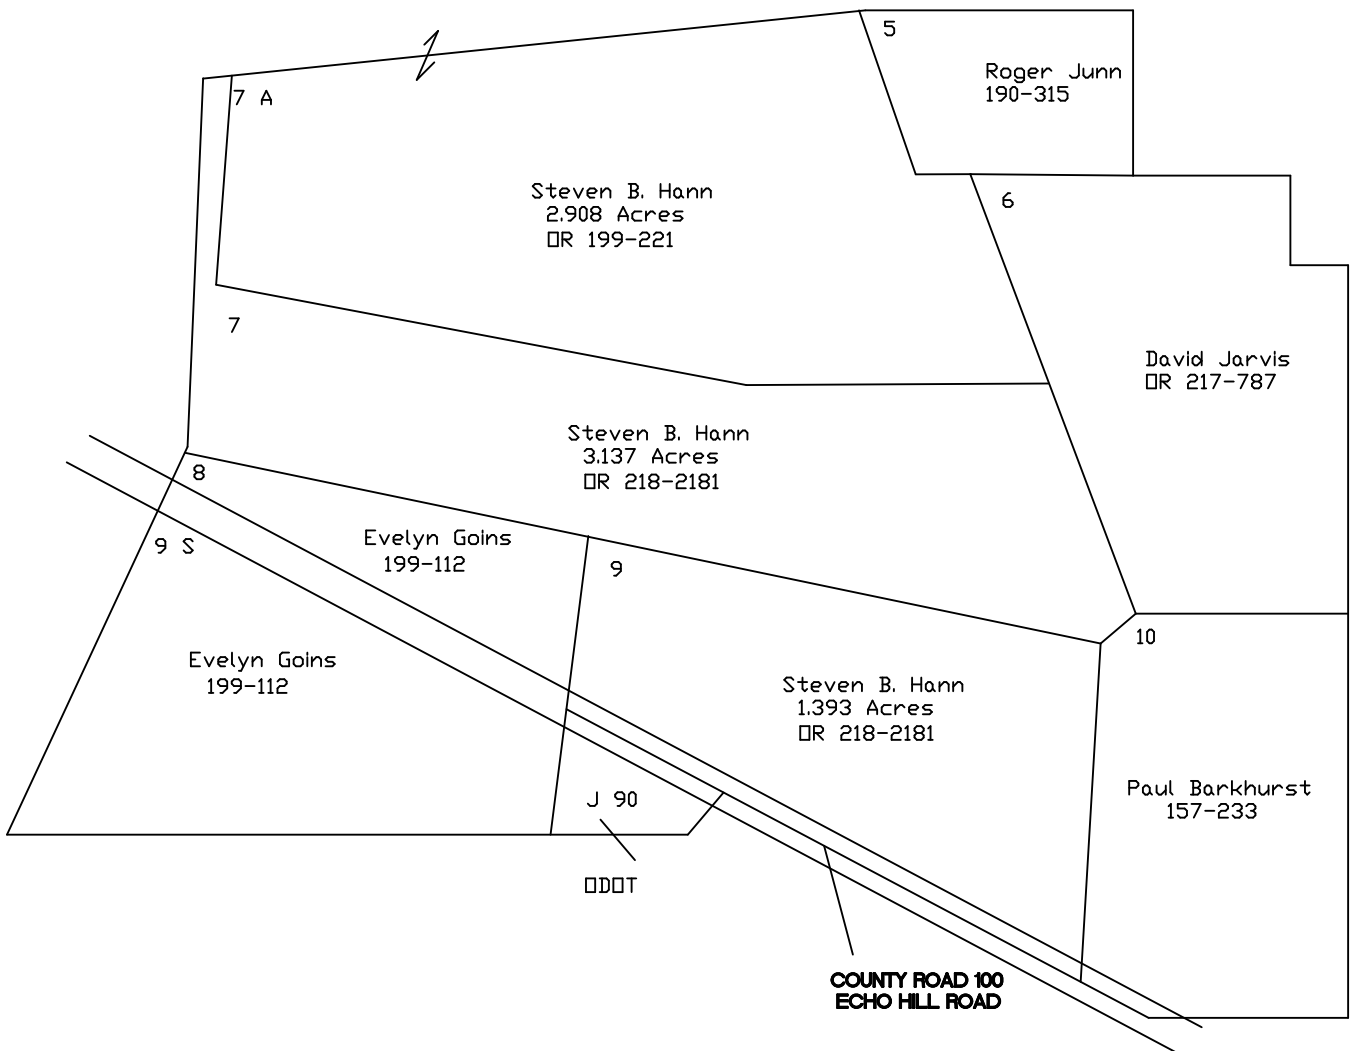 5
Roger Junn
190-315
7 A
Steven B. Hann
2.908 Acres
OR 199-221
6
7
David Jarvis
OR 217-787
Steven B. Hann
3.137 Acres
OR 218-2181
8
Evelyn Goins
199-112
9 S
9
10
Evelyn Goins
199-112
Steven B. Hann
1.393 Acres
OR 218-2181
Paul Barkhurst
157-233
J 90
ODOT
COUNTY ROAD 100
ECHO HILL ROAD